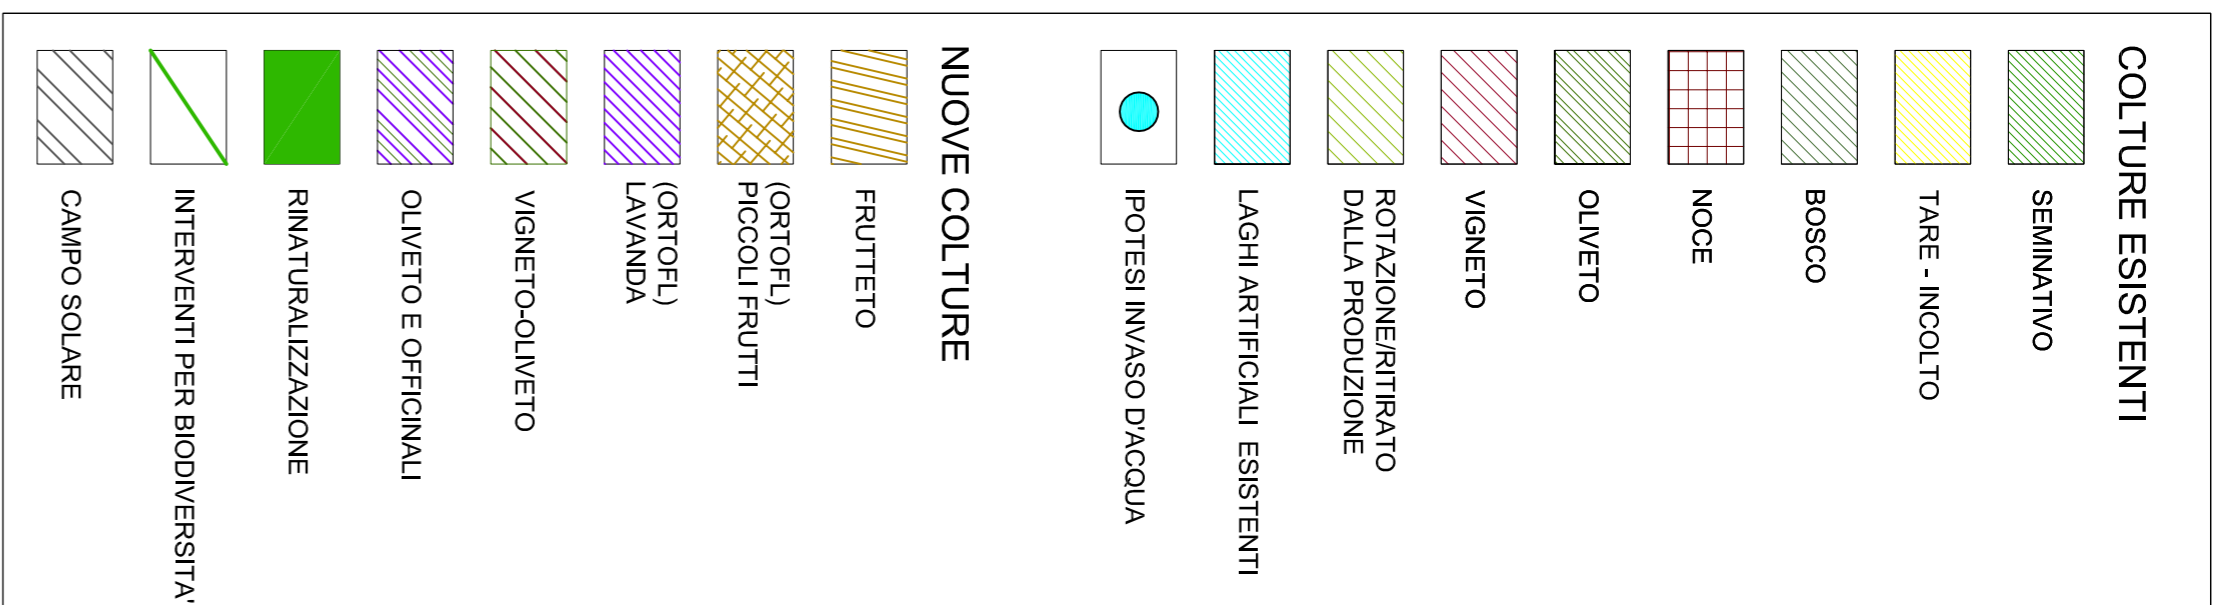 COLTURE ESISTENTI
SEMINATIVO
TARE - INCOLTO
BOSCO
NOCE
OLIVETO
VIGNETO
ROTAZIONE/RITIRATO
DALLA PRODUZIONE
LAGHI ARTIFICIALI ESISTENTI
IPOTESI INVASO D'ACQUA
NUOVE COLTURE
FRUTTETO
(ORTOFL)
PICCOLI FRUTTI
(ORTOFL)
LAVANDA
VIGNETO-OLIVETO
OLIVETO E OFFICINALI
RINATURALIZZAZIONE
INTERVENTI PER BIODIVERSITA'
CAMPO SOLARE